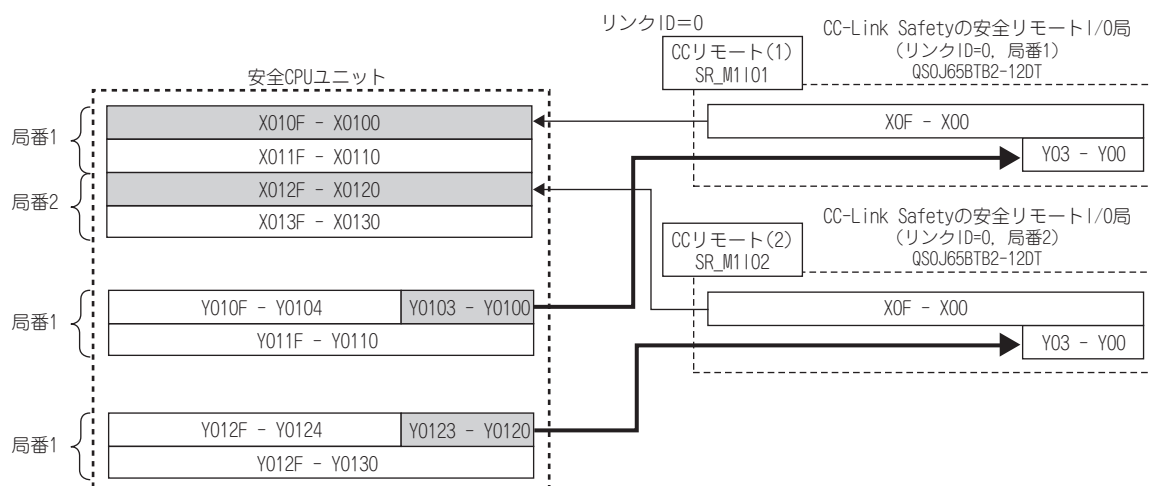 リンクID=0
CCリモート(1)
SR_M1I01
CC-Link Safetyの安全リモートI/O局
(リンクID=0, 局番1)
QS0J65BTB2-12DT
安全CPUユニット
局番1
X010F - X0100
X011F - X0110
局番2
X012F - X0120
X013F - X0130
X0F - X00
Y03 - Y00
CCリモート(2)
SR_M1I02
CC-Link Safetyの安全リモートI/O局
(リンクID=0, 局番2)
QS0J65BTB2-12DT
局番1
Y010F - Y0104
Y0103 - Y0100
Y011F - Y0110
X0F - X00
Y03 - Y00
局番1
Y012F - Y0124
Y0123 - Y0120
Y012F - Y0130